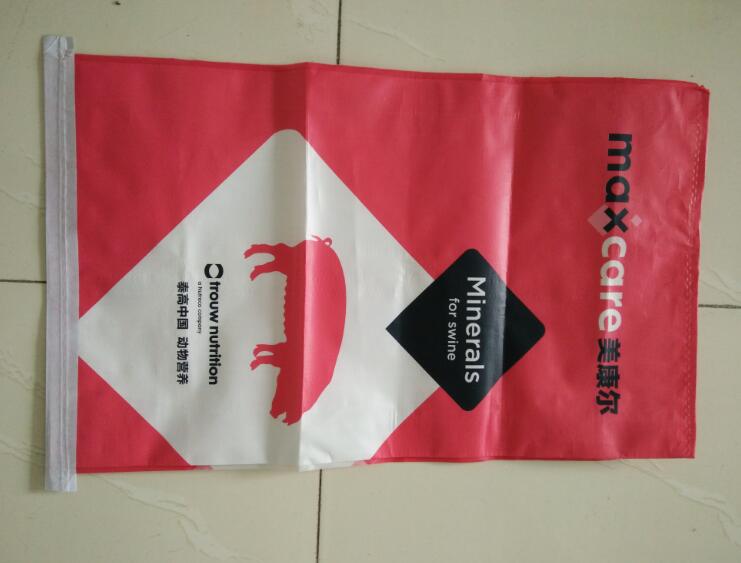 maxcare 美康尔
Minerals
for swine
trouw nutrition
a Nutreco company
泰高中国 动物营养